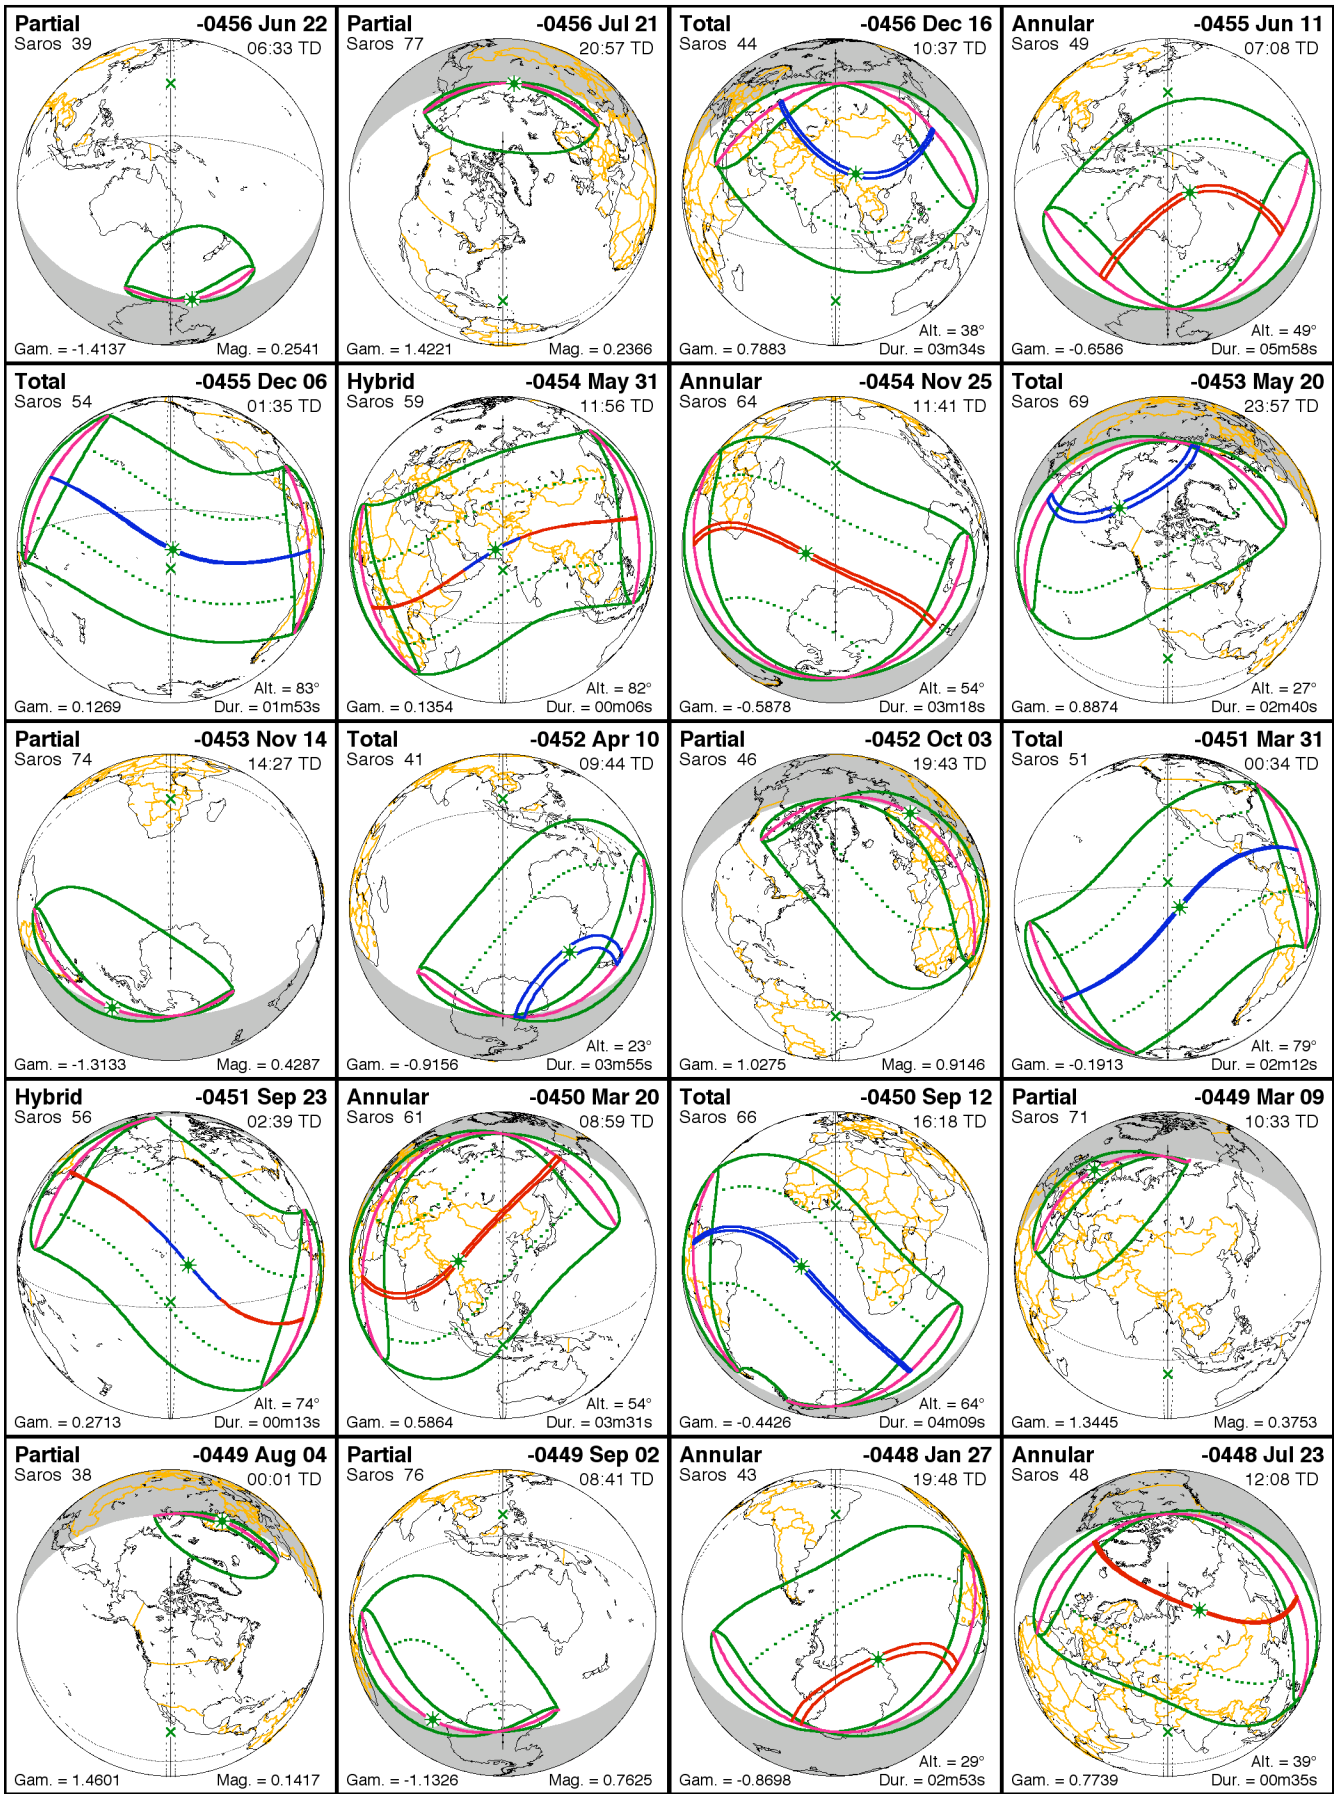 Partial -0456 Jun 22
Saros 39 06:33 TD
Gam. = -1.4137 Mag. = 0.2541
Partial -0456 Jul 21
Saros 77 20:57 TD
Gam. = 1.4221 Mag. = 0.2366
Total -0456 Dec 16
Saros 44 10:37 TD
Alt. = 38°
Gam. = 0.7883 Dur. = 03m34s
Annular -0455 Jun 11
Saros 49 07:08 TD
Alt. = 49°
Gam. = -0.6586 Dur. = 05m58s
Total -0455 Dec 06
Saros 54 01:35 TD
Alt. = 83°
Gam. = 0.1269 Dur. = 01m53s
Hybrid -0454 May 31
Saros 59 11:56 TD
Alt. = 82°
Gam. = 0.1354 Dur. = 00m06s
Annular -0454 Nov 25
Saros 64 11:41 TD
Alt. = 54°
Gam. = -0.5878 Dur. = 03m18s
Total -0453 May 20
Saros 69 23:57 TD
Alt. = 27°
Gam. = 0.8874 Dur. = 02m40s
Partial -0453 Nov 14
Saros 74 14:27 TD
Gam. = -1.3133 Mag. = 0.4287
Total -0452 Apr 10
Saros 41 09:44 TD
Alt. = 23°
Gam. = -0.9156 Dur. = 03m55s
Partial -0452 Oct 03
Saros 46 19:43 TD
Gam. = 1.0275 Mag. = 0.9146
Total -0451 Mar 31
Saros 51 00:34 TD
Alt. = 79°
Gam. = -0.1913 Dur. = 02m12s
Hybrid -0451 Sep 23
Saros 56 02:39 TD
Alt. = 74°
Gam. = 0.2713 Dur. = 00m13s
Annular -0450 Mar 20
Saros 61 08:59 TD
Alt. = 54°
Gam. = 0.5864 Dur. = 03m31s
Total -0450 Sep 12
Saros 66 16:18 TD
Alt. = 64°
Gam. = -0.4426 Dur. = 04m09s
Partial -0449 Mar 09
Saros 71 10:33 TD
Gam. = 1.3445 Mag. = 0.3753
Partial -0449 Aug 04
Saros 38 00:01 TD
Gam. = 1.4601 Mag. = 0.1417
Partial -0449 Sep 02
Saros 76 08:41 TD
Gam. = -1.1326 Mag. = 0.7625
Annular -0448 Jan 27
Saros 43 19:48 TD
Alt. = 29°
Gam. = -0.8698 Dur. = 02m53s
Annular -0448 Jul 23
Saros 48 12:08 TD
Alt. = 39°
Gam. = 0.7739 Dur. = 00m35s